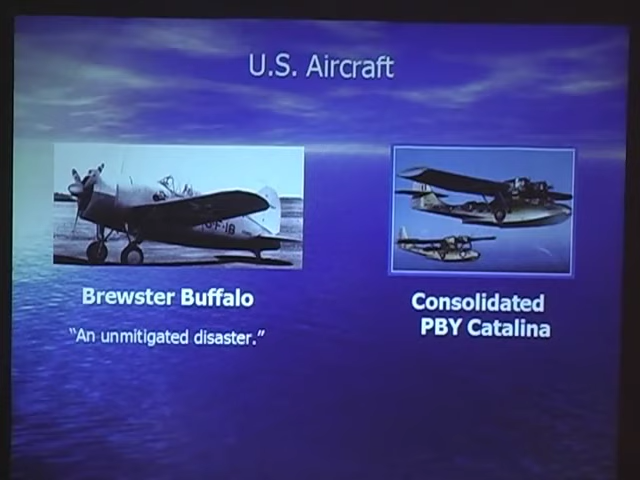 U.S. Aircraft
Brewster Buffalo
"An unmitigated disaster."
Consolidated
PBY Catalina